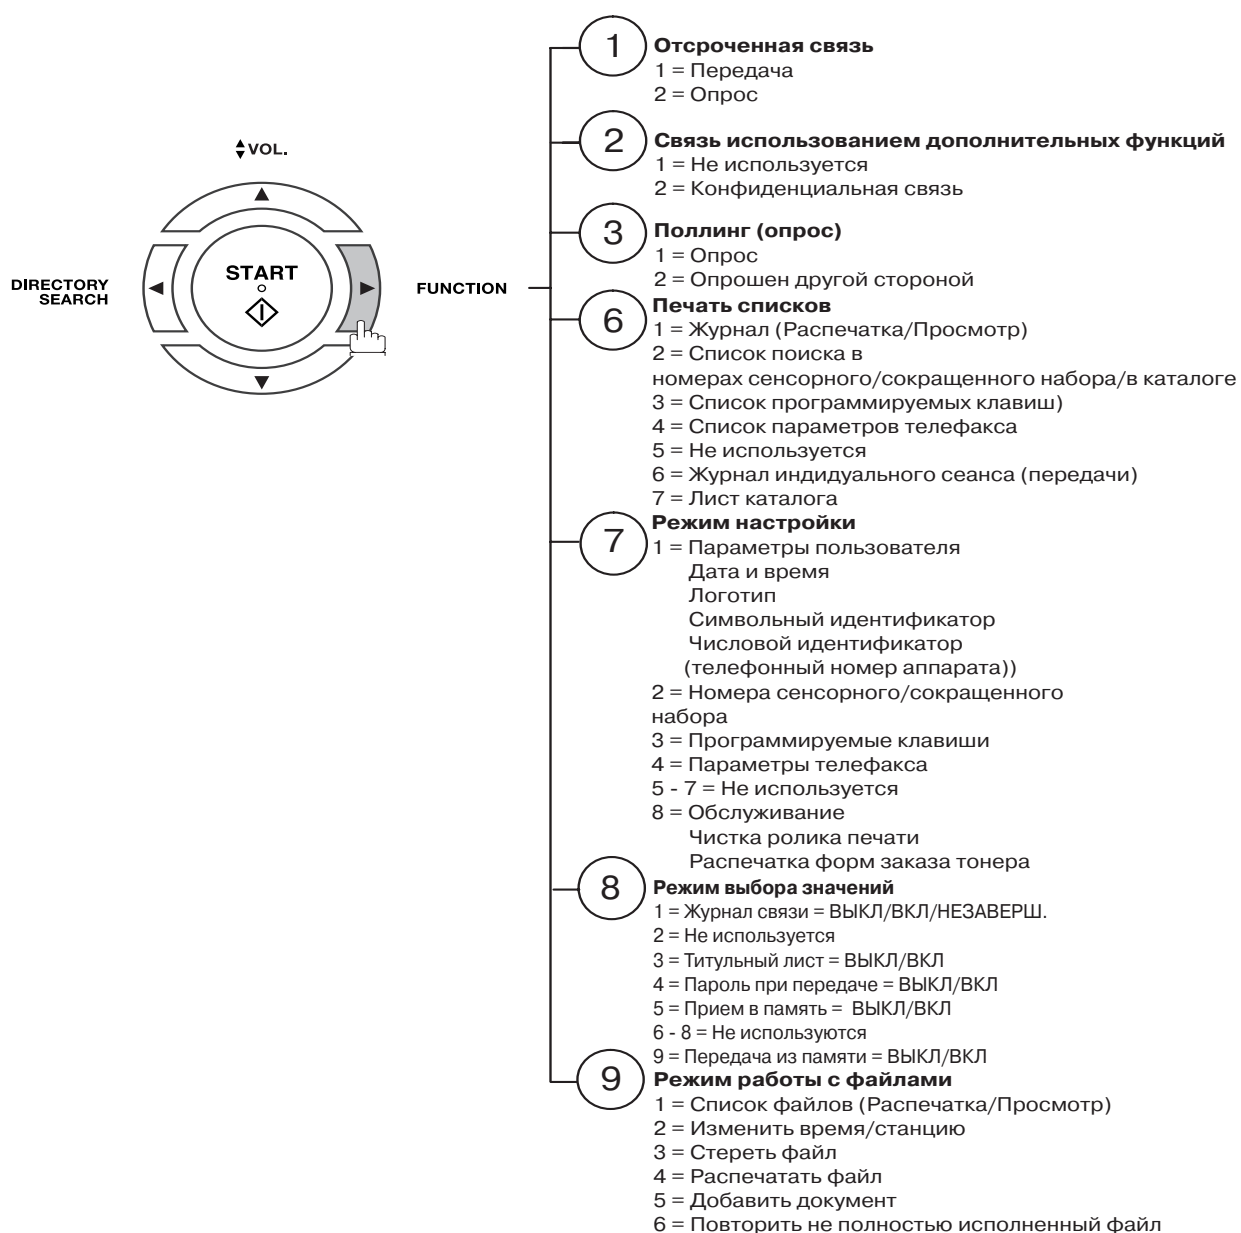 VOL.
DIRECTORY
SEARCH
START
FUNCTION
1
Отсроченная связь
1 = Передача
2 = Опрос
2
Связь использованием дополнительных функций
1 = Не используется
2 = Конфиденциальная связь
3
Поллинг (опрос)
1 = Опрос
2 = Опрошен другой стороной
6
Печать списков
1 = Журнал (Распечатка/Просмотр)
2 = Список поиска в
номерах сенсорного/сокращенного набора/в каталоге
3 = Список программируемых клавиш)
4 = Список параметров телефакса
5 = Не используется
6 = Журнал индидуального сеанса (передачи)
7 = Лист каталога
7
Режим настройки
1 = Параметры пользователя
Дата и время
Логотип
Символьный идентификатор
Числовой идентификатор
(телефонный номер аппарата))
2 = Номера сенсорного/сокращенного
набора
3 = Программируемые клавиши
4 = Параметры телефакса
5 - 7 = Не используется
8 = Обслуживание
Чистка ролика печати
Распечатка форм заказа тонера
8
Режим выбора значений
1 = Журнал связи = ВЫКЛ/ВКЛ/НЕЗАВЕРШ.
2 = Не используется
3 = Титульный лист = ВЫКЛ/ВКЛ
4 = Пароль при передаче = ВЫКЛ/ВКЛ
5 = Прием в память = ВЫКЛ/ВКЛ
6 - 8 = Не используются
9 = Передача из памяти = ВЫКЛ/ВКЛ
9
Режим работы с файлами
1 = Список файлов (Распечатка/Просмотр)
2 = Изменить время/станцию
3 = Стереть файл
4 = Распечатать файл
5 = Добавить документ
6 = Повторить не полностью исполненный файл